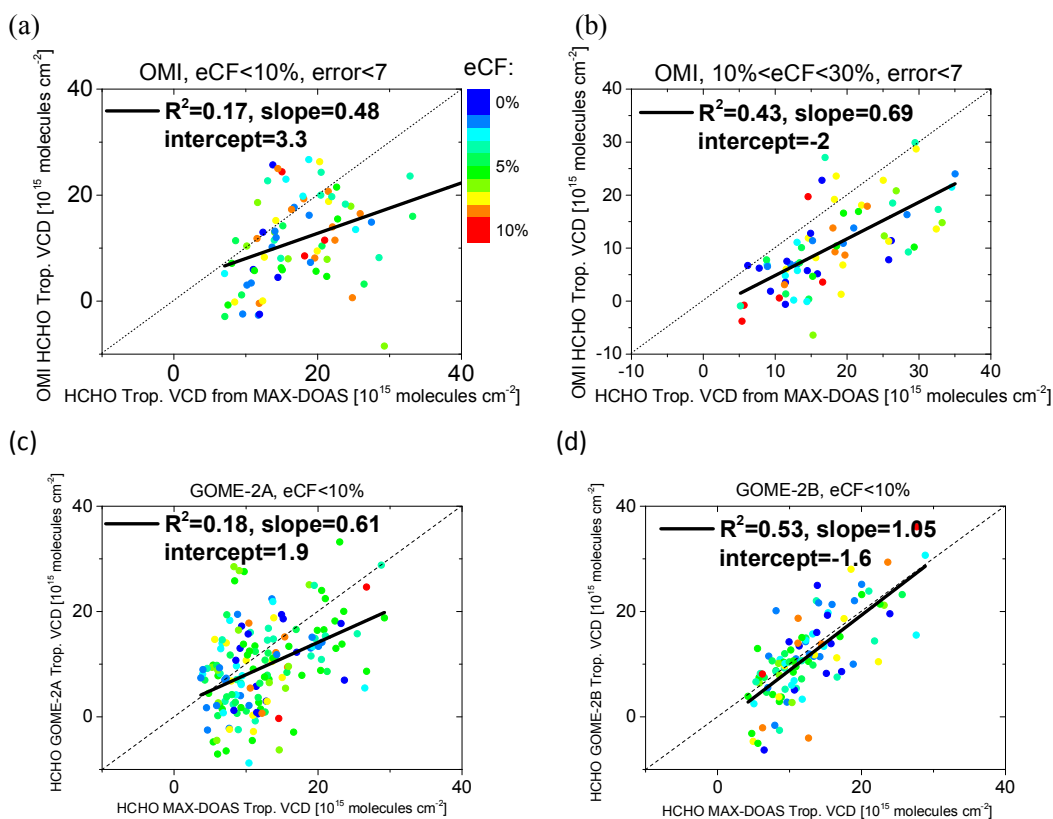 (a)
OMI, eCF<10%, error<7
R²=0.17, slope=0.48
intercept=3.3
eCF:
0%
5%
10%
40
20
0
OMI HCHO Trop. VCD [10¹⁵ molecules cm⁻²]
0 20 40
HCHO Trop. VCD from MAX-DOAS [10¹⁵ molecules cm⁻²]
(b)
OMI, 10%<eCF<30%, error<7
R²=0.43, slope=0.69
intercept=-2
40
30
20
10
0
-10
OMI HCHO Trop. VCD [10¹⁵ molecules cm⁻²]
-10 0 10 20 30 40
HCHO Trop. VCD from MAX-DOAS [10¹⁵ molecules cm⁻²]
(c)
GOME-2A, eCF<10%
R²=0.18, slope=0.61
intercept=1.9
40
20
0
HCHO GOME-2A Trop. VCD [10¹⁵ molecules cm⁻²]
0 20 40
HCHO MAX-DOAS Trop. VCD [10¹⁵ molecules cm⁻²]
(d)
GOME-2B, eCF<10%
R²=0.53, slope=1.05
intercept=-1.6
40
20
0
HCHO GOME-2B Trop. VCD [10¹⁵ molecules cm⁻²]
0 20 40
HCHO MAX-DOAS Trop. VCD [10¹⁵ molecules cm⁻²]